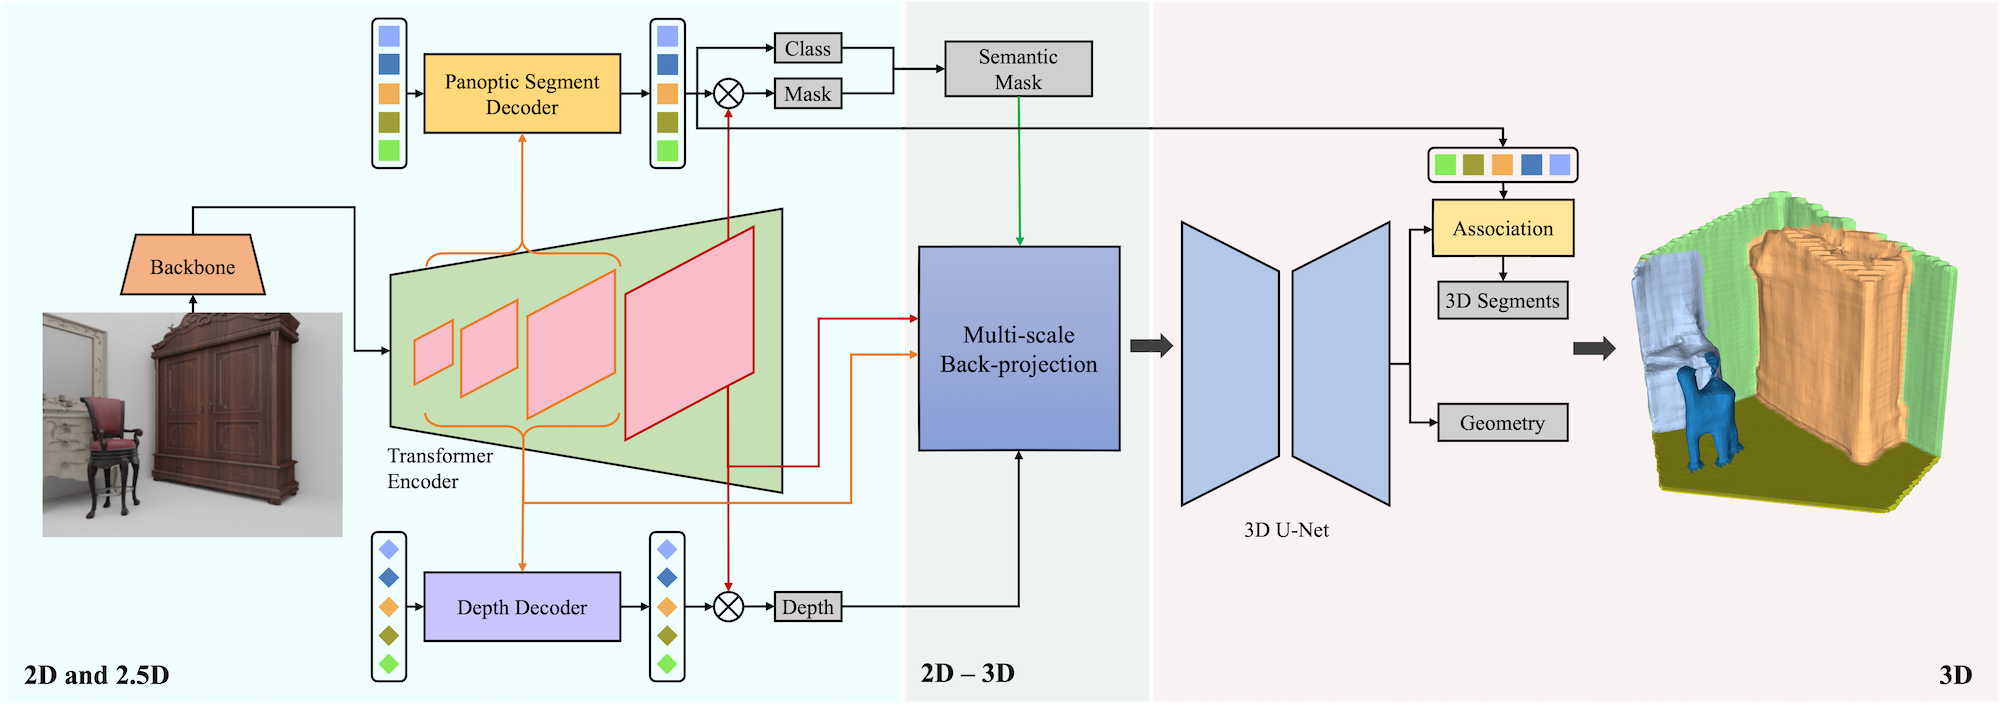 Panoptic Segment
Decoder
Class
Mask
Semantic
Mask
Backbone
Transformer
Encoder
Multi-scale
Back-projection
Association
3D Segments
Geometry
3D U-Net
Depth Decoder
Depth
2D and 2.5D
2D – 3D
3D